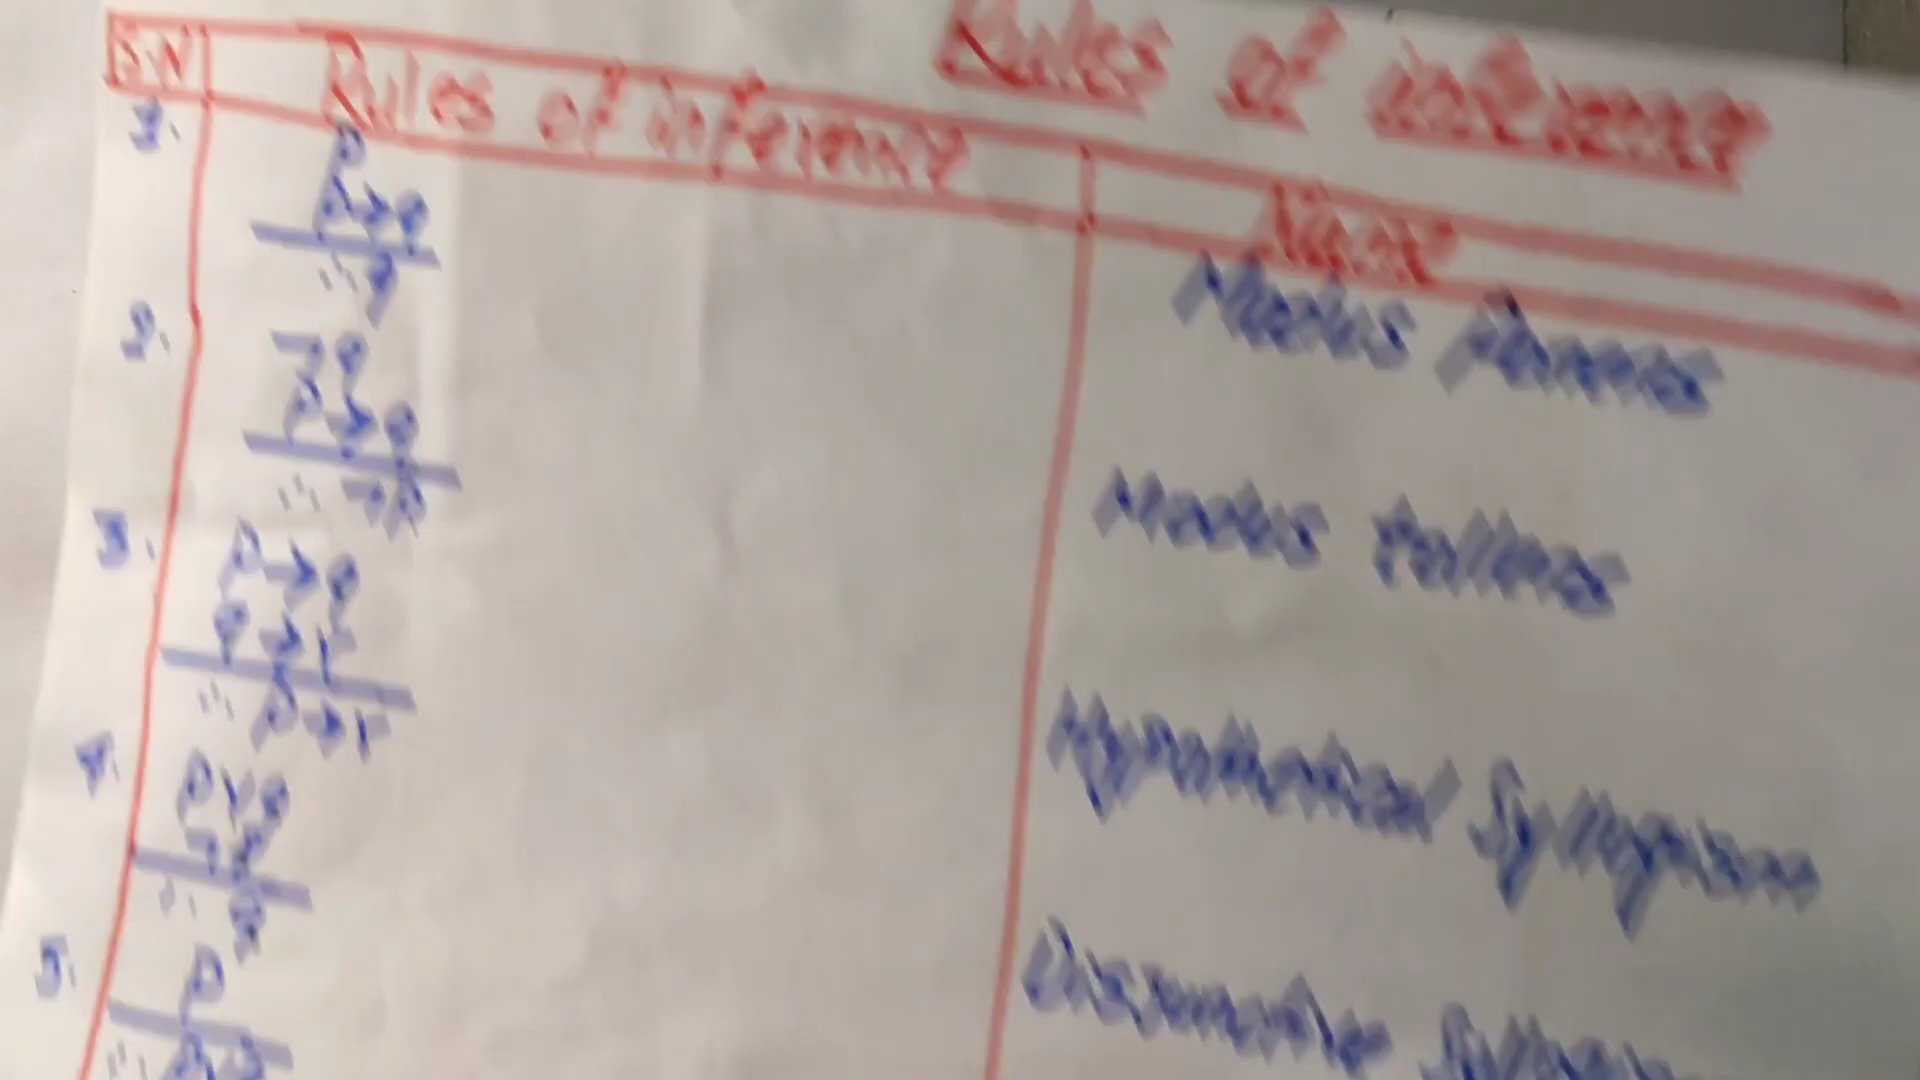 Rules of inference
S.N Rules of inference Name
1. P
P→q
∴ q
Modus Ponens
2. ¬q
P→q
∴ ¬P
Modus Tollens
3. P→q
q→r
∴ P→r
Hypothetical Syllogism
4. PVq
∴
Disjunctive
5. P
∴